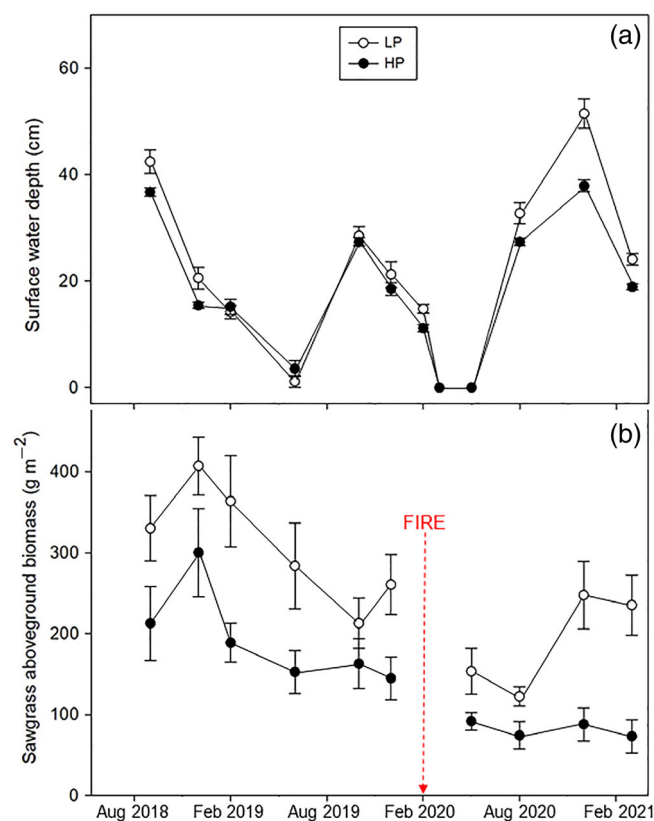 (a)
LP
HP
Surface water depth (cm)
60
40
20
0
(b)
Sawgrass aboveground biomass (g m−2)
400
300
200
100
0
FIRE
Aug 2018 Feb 2019 Aug 2019 Feb 2020 Aug 2020 Feb 2021